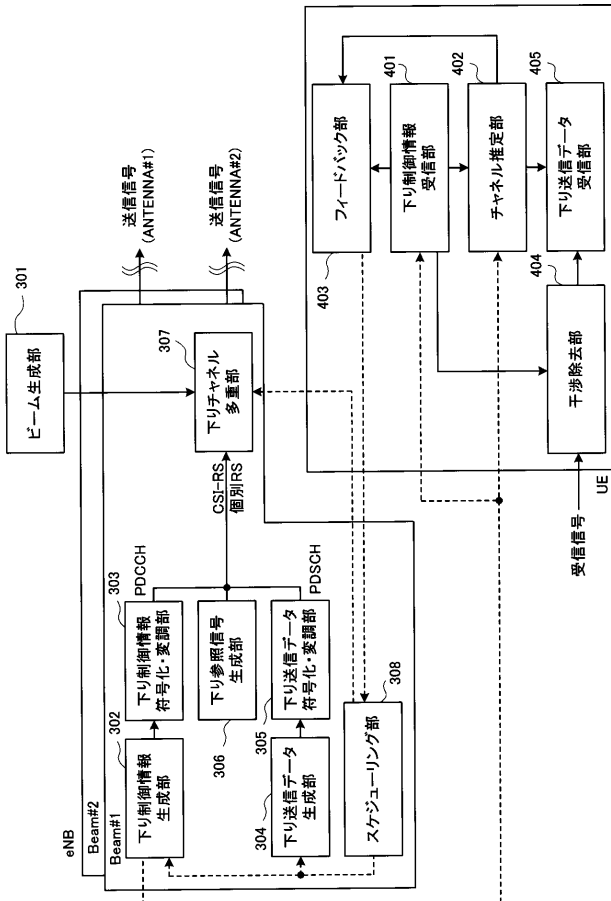 eNB
Beam#2
Beam#1
302
下り制御情報
生成部
303
下り制御情報
符号化・変調部
PDCCH
306
下り参照信号
生成部
304
下り送信データ
生成部
305
下り送信データ
符号化・変調部
PDSCH
308
スケジューリング部
CSI-RS
個別RS
301
ビーム生成部
307
下りチャネル
多重部
送信信号
(ANTENNA#1)
送信信号
(ANTENNA#2)
403
フィードバック部
401
下り制御情報
受信部
402
チャネル推定部
405
下り送信データ
受信部
404
干渉除去部
受信信号
UE